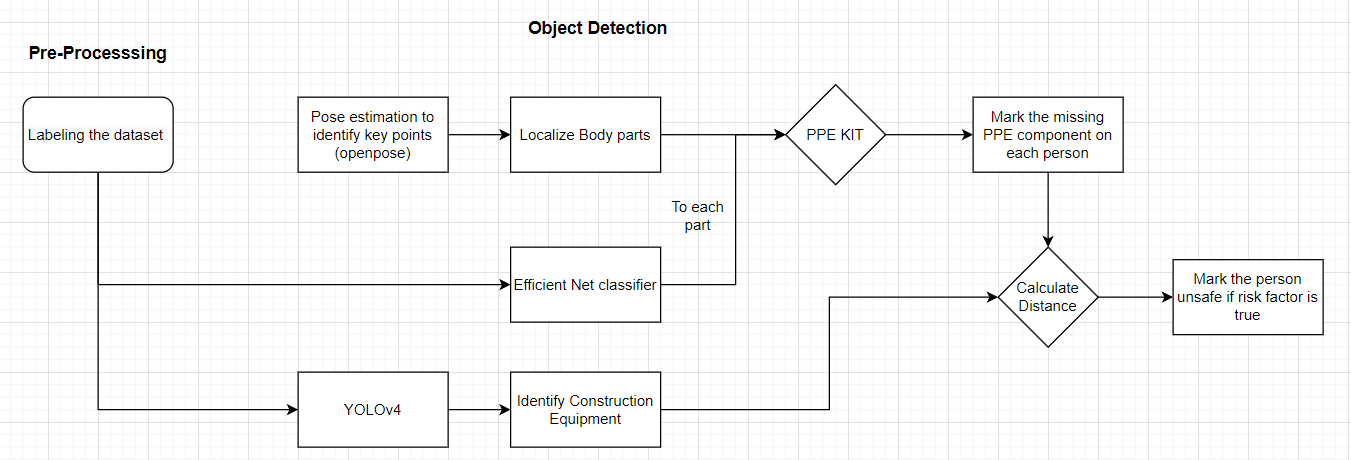 Object Detection
Pre-Processsing
Labeling the dataset
Pose estimation to
identify key points
(openpose)
Localize Body parts
PPE KIT
Mark the missing
PPE component on
each person
To each
part
Efficient Net classifier
Calculate
Distance
Mark the person
unsafe if risk factor is
true
YOLOv4
Identify Construction
Equipment